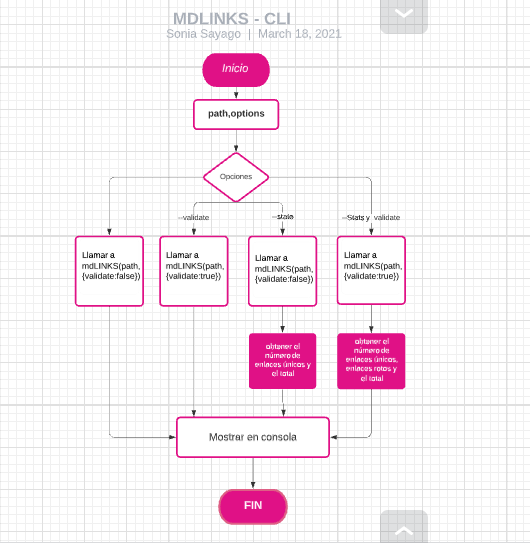 MDLINKS - CLI
Sonia Sayago | March 18, 2021
Inicio
path,options
Opciones
--validate
--stats
--Stats y validate
Llamar a
mdLINKS(path,
{validate:false})
Llamar a
mdLINKS(path,
{validate:true})
Llamar a
mdLINKS(path,
{validate:false})
Llamar a
mdLINKS(path,
{validate:true})
obtener el
número de
enlaces únicos y
el total
obtener el
número de
enlaces únicos,
enlaces rotos y
el total
Mostrar en consola
FIN